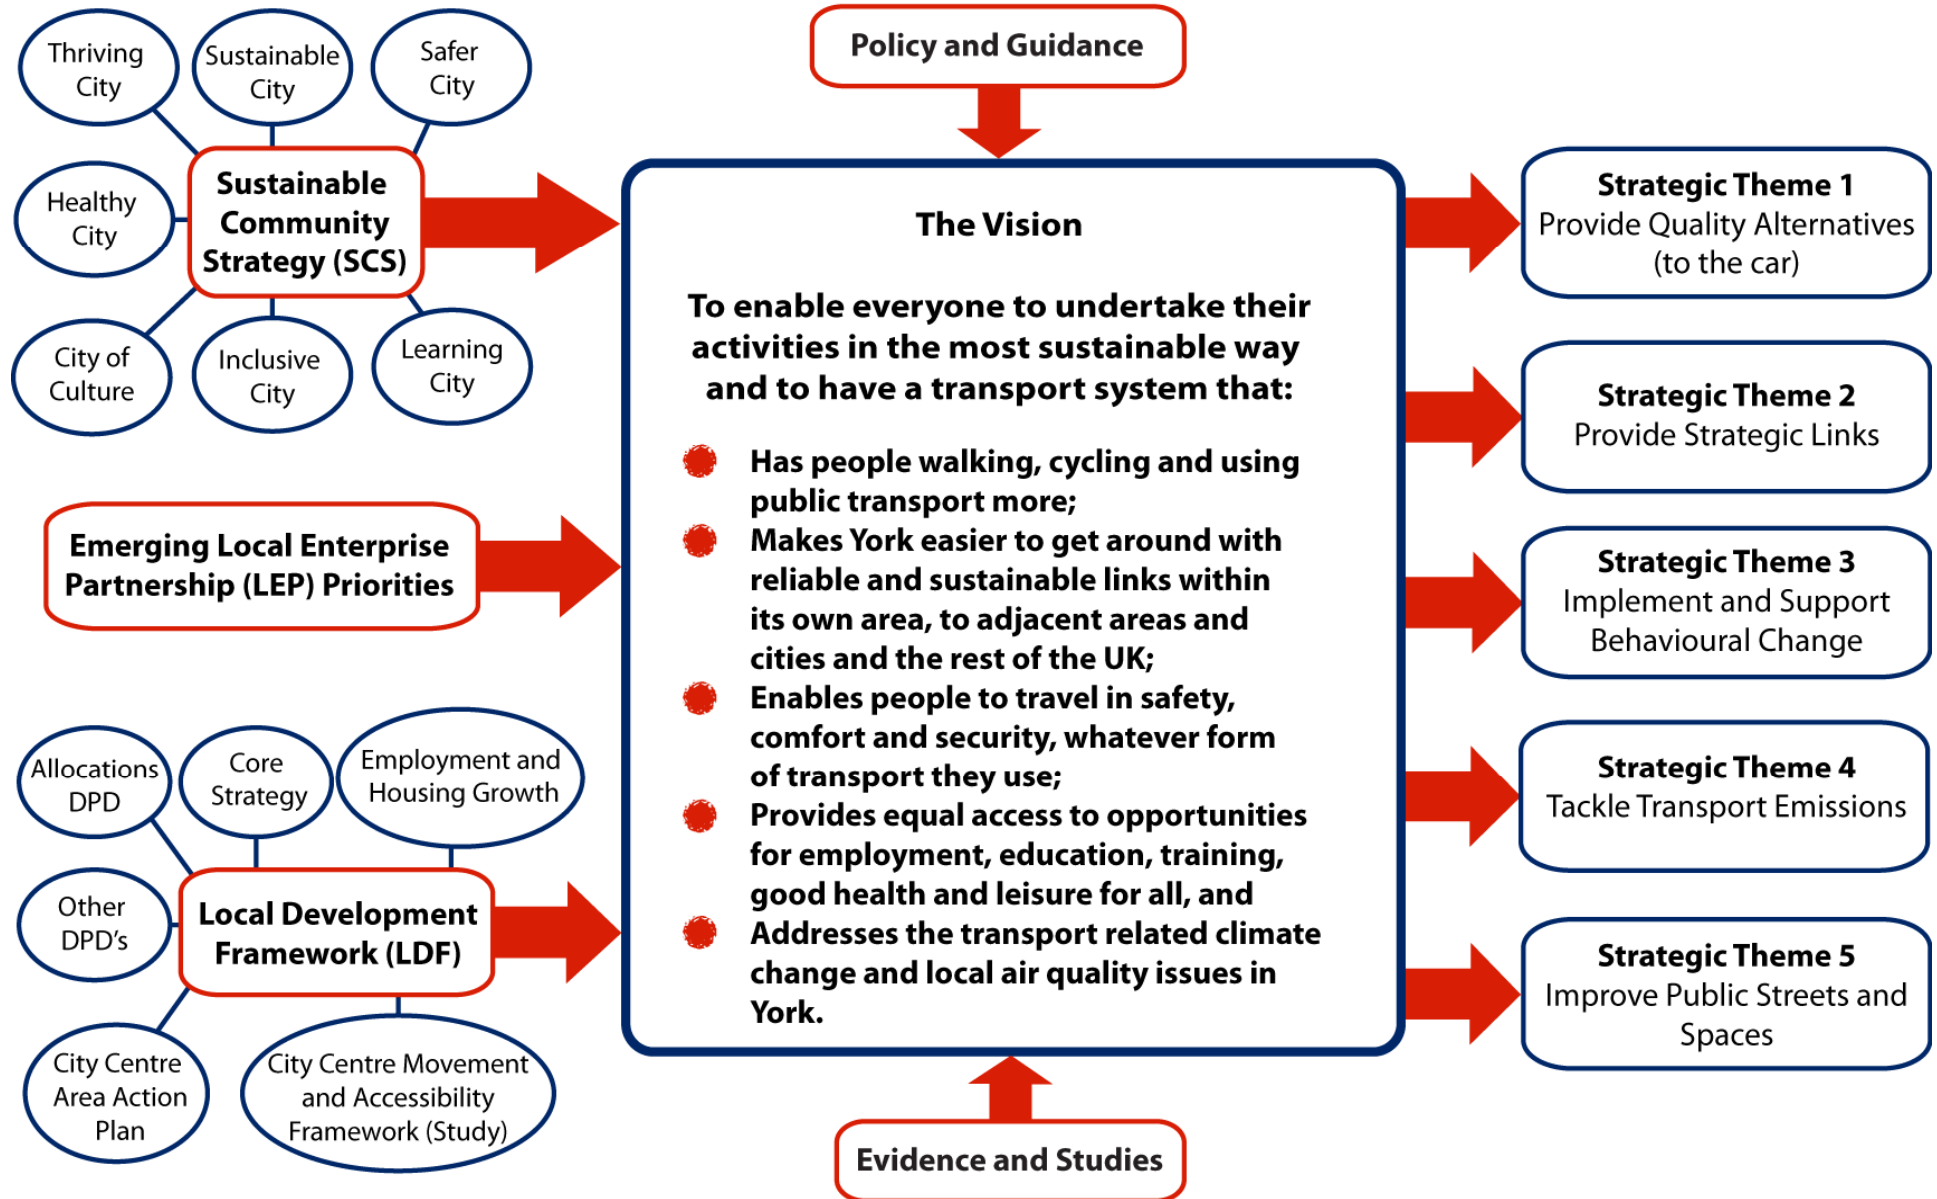 Thriving
City
Sustainable
City
Safer
City
Healthy
City
Sustainable
Community
Strategy (SCS)
City of
Culture
Inclusive
City
Learning
City
Emerging Local Enterprise
Partnership (LEP) Priorities
Allocations
DPD
Core
Strategy
Employment and
Housing Growth
Other
DPD's
Local Development
Framework (LDF)
City Centre
Area Action
Plan
City Centre Movement
and Accessibility
Framework (Study)
Policy and Guidance
The Vision
To enable everyone to undertake their
activities in the most sustainable way
and to have a transport system that:
Has people walking, cycling and using
public transport more;
Makes York easier to get around with
reliable and sustainable links within
its own area, to adjacent areas and
cities and the rest of the UK;
Enables people to travel in safety,
comfort and security, whatever form
of transport they use;
Provides equal access to opportunities
for employment, education, training,
good health and leisure for all, and
Addresses the transport related climate
change and local air quality issues in
York.
Evidence and Studies
Strategic Theme 1
Provide Quality Alternatives
(to the car)
Strategic Theme 2
Provide Strategic Links
Strategic Theme 3
Implement and Support
Behavioural Change
Strategic Theme 4
Tackle Transport Emissions
Strategic Theme 5
Improve Public Streets and
Spaces